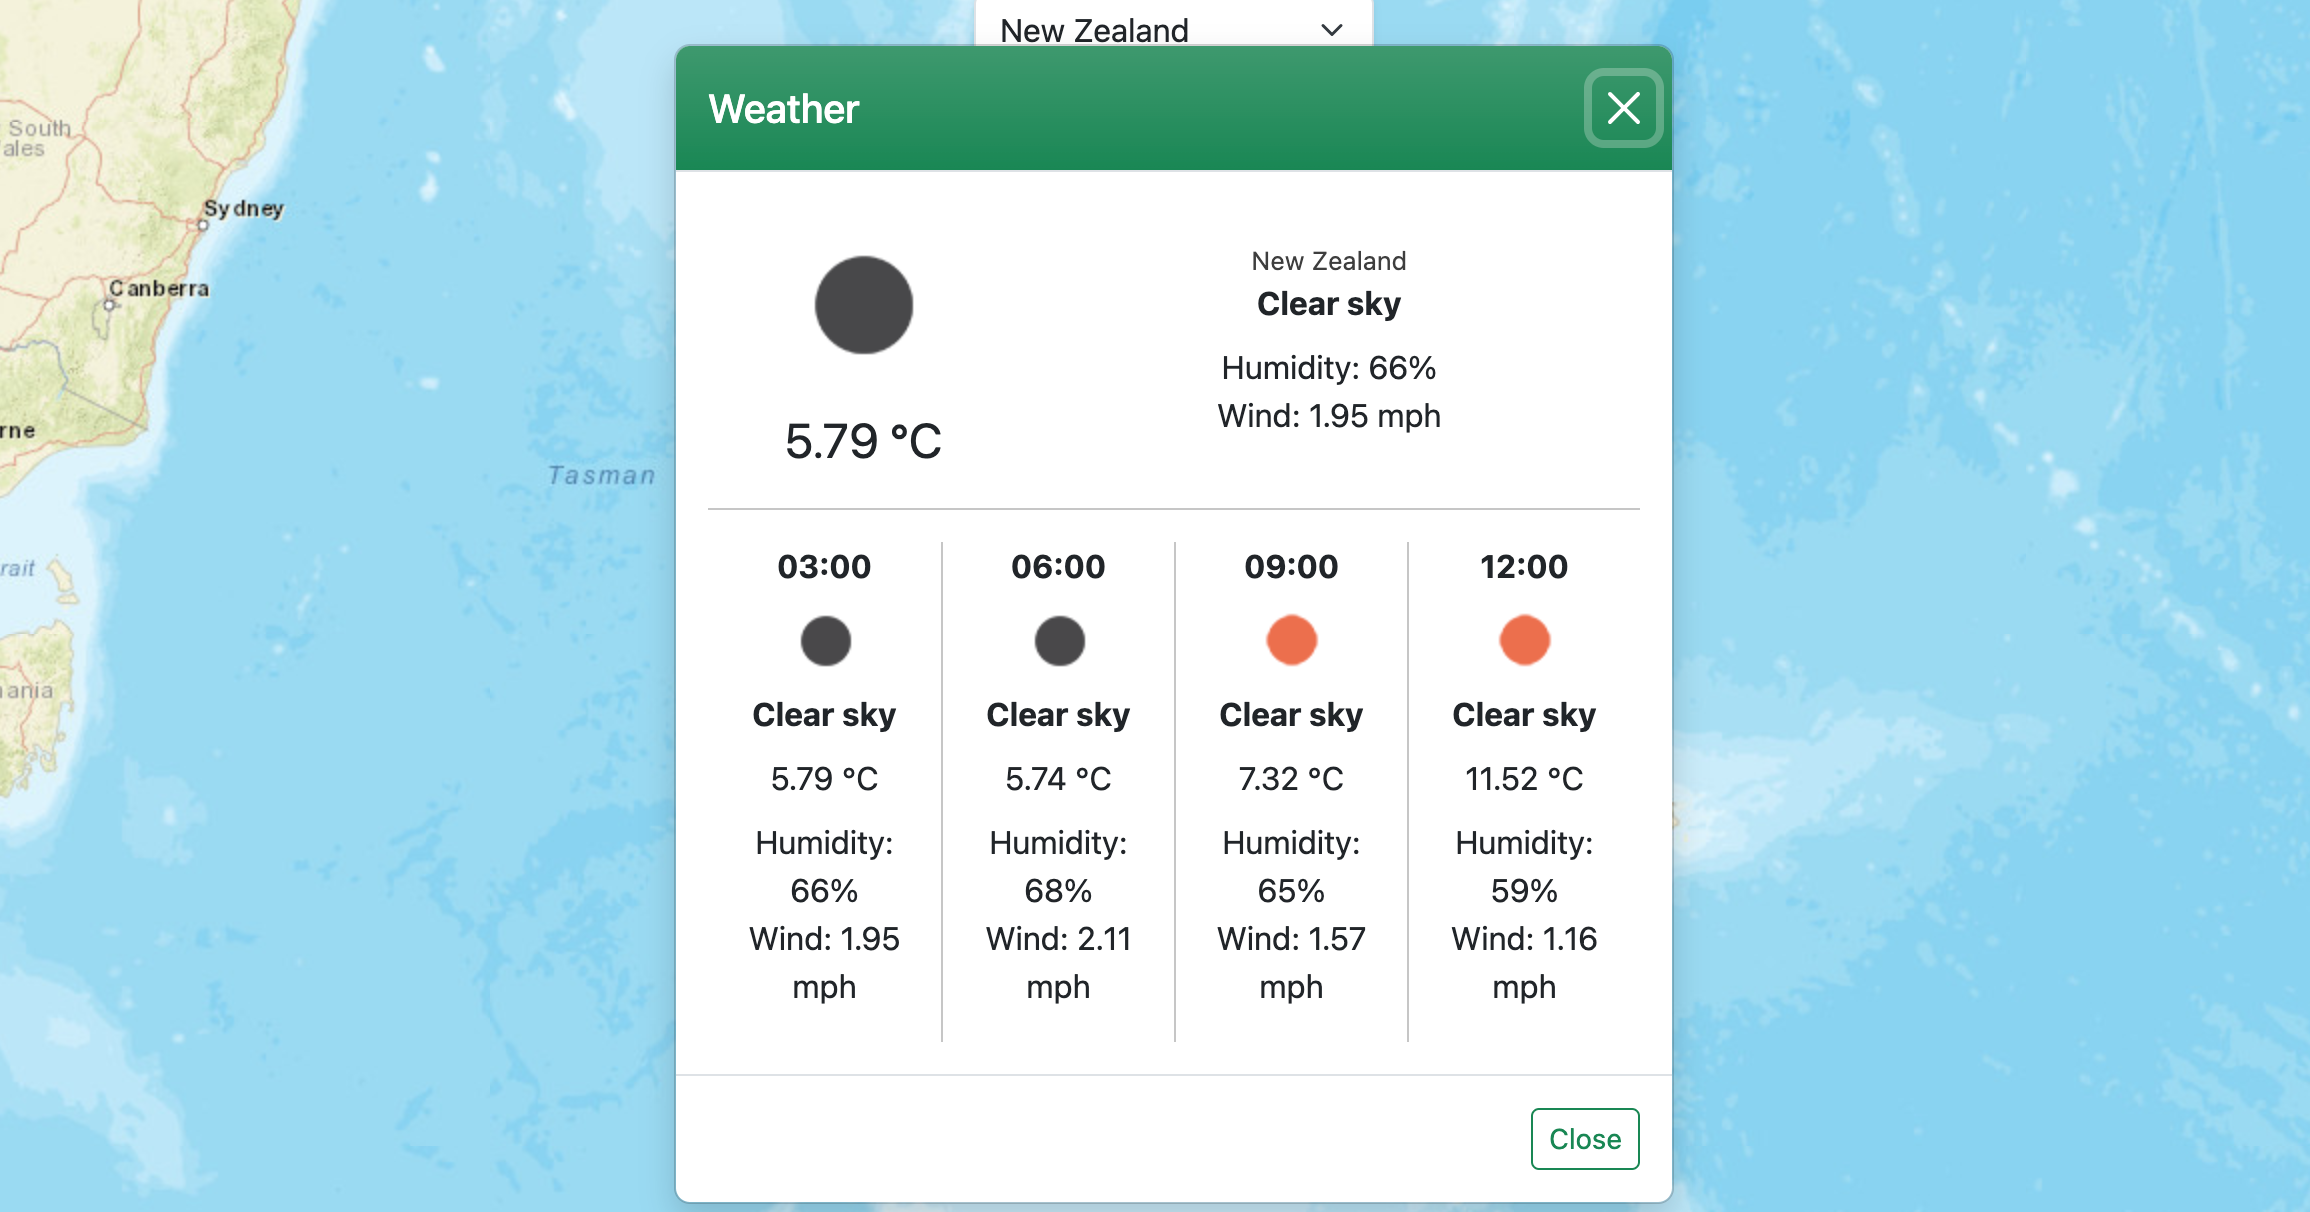 New Zealand
Weather
New Zealand
Clear sky
Humidity: 66%
Wind: 1.95 mph
5.79 °C
03:00
Clear sky
5.79 °C
Humidity:
66%
Wind: 1.95
mph
06:00
Clear sky
5.74 °C
Humidity:
68%
Wind: 2.11
mph
09:00
Clear sky
7.32 °C
Humidity:
65%
Wind: 1.57
mph
12:00
Clear sky
11.52 °C
Humidity:
59%
Wind: 1.16
mph
Close
South
ales
Sydney
Canberra
rne
Tasman
rait
ania